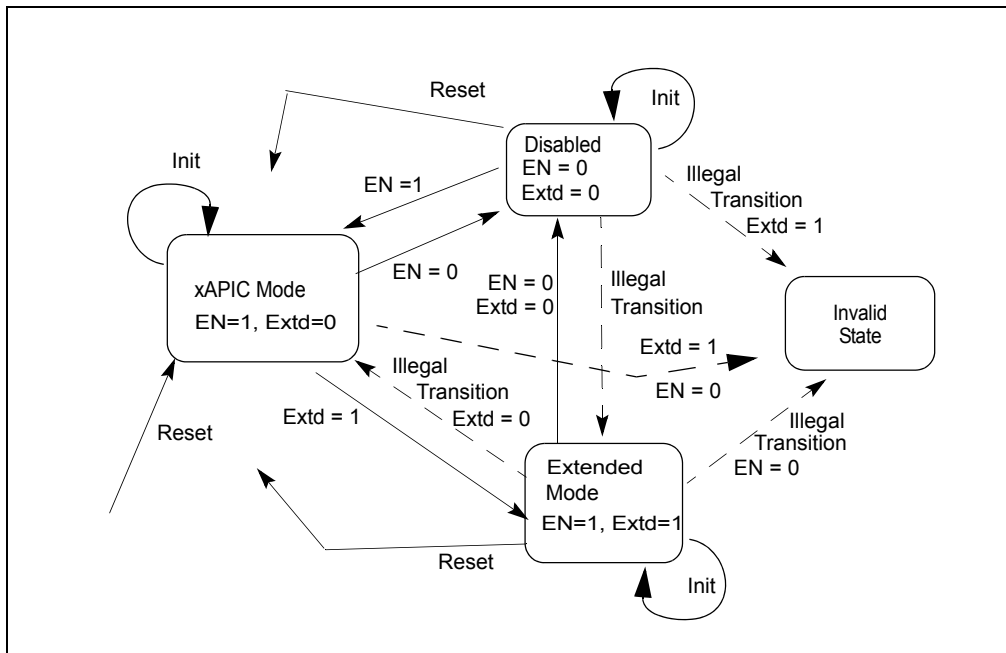 Reset
Init
Disabled
EN = 0
Extd = 0
Init
EN =1
Illegal
Transition
Extd = 1
xAPIC Mode
EN=1, Extd=0
EN = 0
EN = 0
Extd = 0
Illegal
Transition
Invalid
State
Extd = 1
EN = 0
Illegal
Transition
Extd = 0
Extd = 1
Reset
Illegal
Transition
EN = 0
Extended
Mode
EN=1, Extd=1
Reset
Init